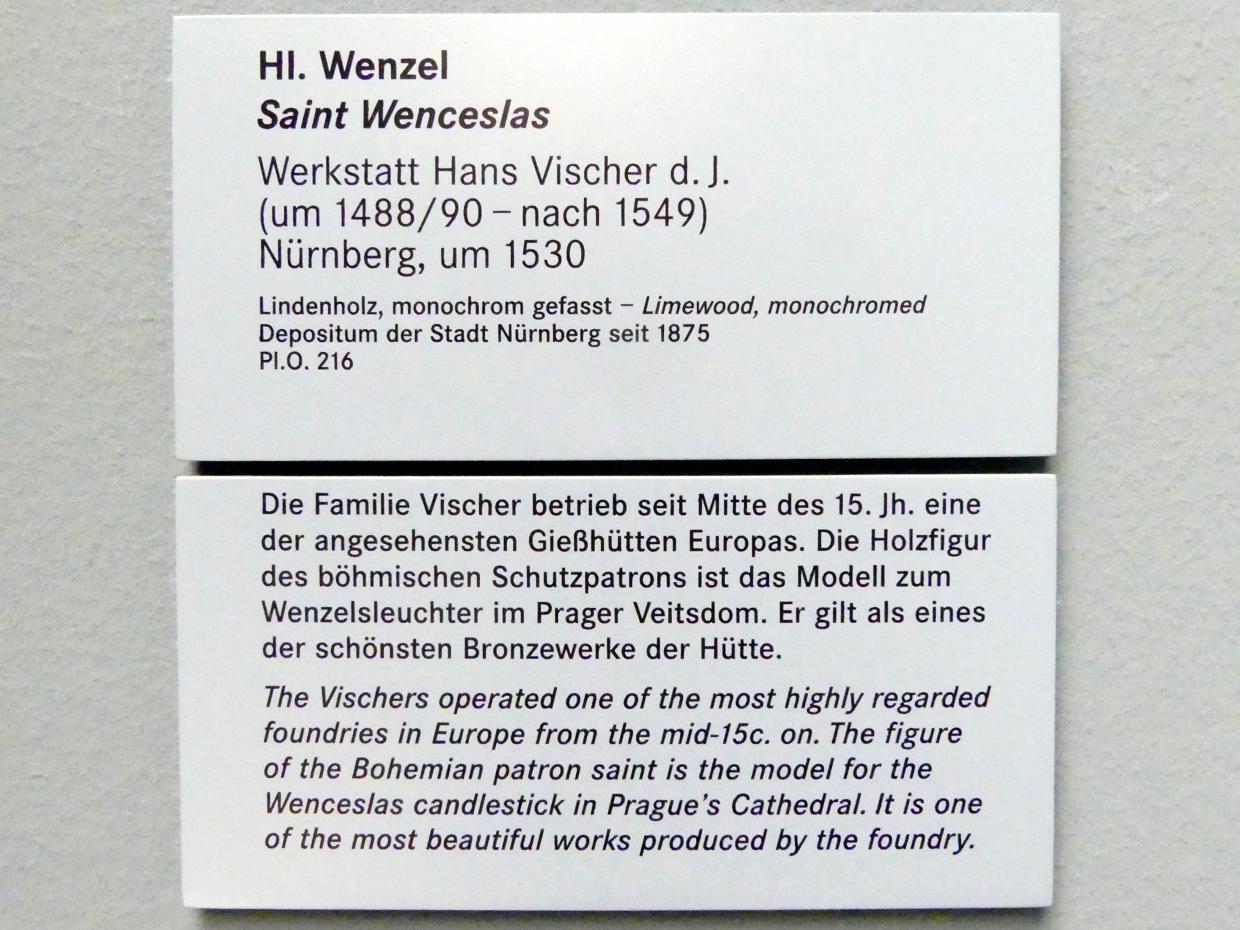 Hl. Wenzel
Saint Wenceslas
Werkstatt Hans Vischer d. J.
(um 1488/90 – nach 1549)
Nürnberg, um 1530
Lindenholz, monochrom gefasst – Limewood, monochromed
Depositum der Stadt Nürnberg seit 1875
Pl.O. 216
Die Familie Vischer betrieb seit Mitte des 15. Jh. eine
der angesehensten Gießhütten Europas. Die Holzfigur
des böhmischen Schutzpatrons ist das Modell zum
Wenzelsleuchter im Prager Veitsdom. Er gilt als eines
der schönsten Bronzewerke der Hütte.
The Vischers operated one of the most highly regarded
foundries in Europe from the mid-15c. on. The figure
of the Bohemian patron saint is the model for the
Wenceslas candlestick in Prague's Cathedral. It is one
of the most beautiful works produced by the foundry.